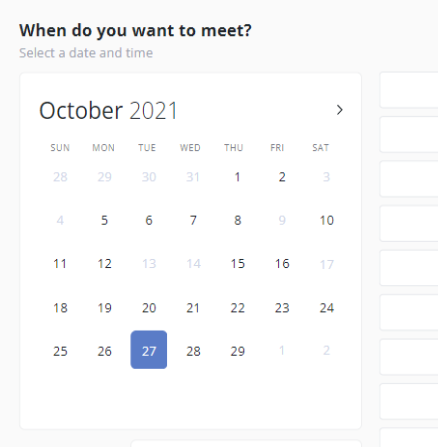 When do you want to meet?
Select a date and time
October 2021
SUN MON TUE WED THU FRI SAT
28 29 30 31 1 2 3
4 5 6 7 8 9 10
11 12 13 14 15 16 17
18 19 20 21 22 23 24
25 26 27 28 29 1 2